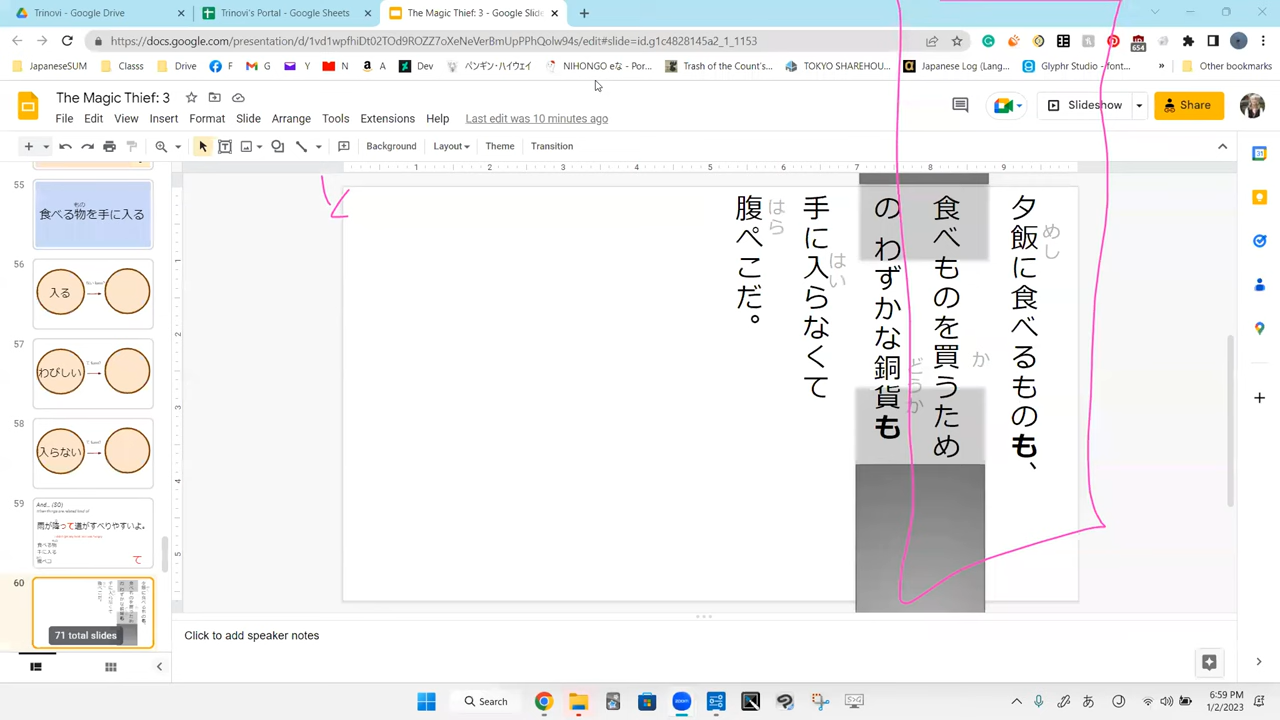 Trinovi - Google Drive
Trinovi's Portal - Google Sheets
The Magic Thief: 3 - Google Slide
https://docs.google.com/presentation/d/1vd1wpfhiDt02TOd95OZZ7oXeNeVerBmUpPPhQolw94s/edit#slide=id.g1c4828145a2_1_1153
654
JapaneseSUM
Classs
Drive
F
G
Y
N
A
Dev
ペンギン・ハイウェイ
NIHONGO eな - Por...
Trash of the Count's...
TOKYO SHAREHOU...
Japanese Log (Lang...
Glyphr Studio - font...
Other bookmarks
The Magic Thief: 3
File Edit View Insert Format Slide Arrange Tools Extensions Help
Last edit was 10 minutes ago
Slideshow
Share
Background
Layout
Theme
Transition
55
もの
食べる物を手に入る
56
入る
57
わびしい
58
入らない
59
And... (SO)
雨が降って道がすべりやすいよ。
食べる物
手に入る
腹ペコ
て
60
71 total slides
めし
夕飯に食べるものも、
か
食べものを買うため
どうか
の わずかな銅貨も
はい
手に入らなくて
はら
腹ぺこだ。
Click to add speaker notes
Search
あ
6:59 PM
1/2/2023